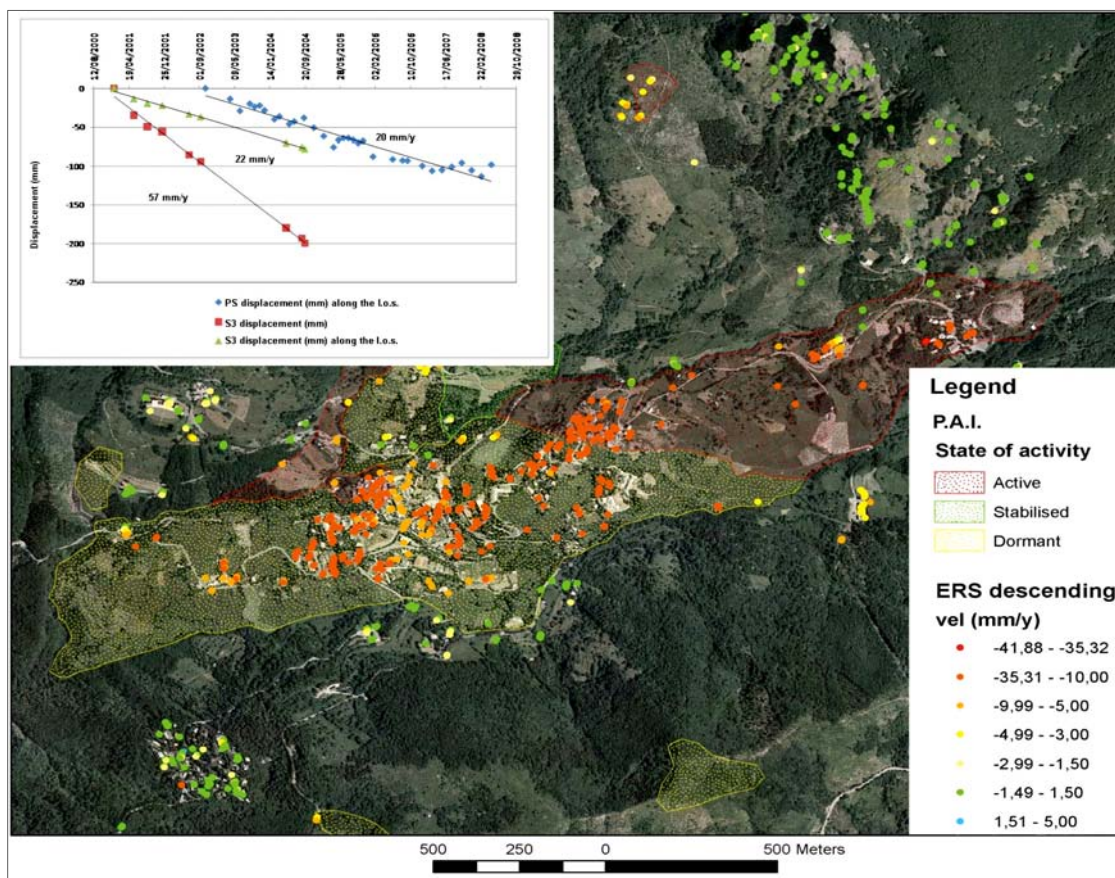 12/08/2000
19/04/2001
25/12/2001
01/09/2002
09/05/2003
14/01/2004
20/09/2004
28/05/2005
02/02/2006
10/10/2006
17/06/2007
22/02/2008
29/10/2008
0
-50
-100
-150
-200
-250
Displacement (mm)
20 mm/y
22 mm/y
57 mm/y
PS displacement (mm) along the l.o.s.
S3 displacement (mm)
S3 displacement (mm) along the l.o.s.
Legend
P.A.I.
State of activity
Active
Stabilised
Dormant
ERS descending
vel (mm/y)
-41,88 - -35,32
-35,31 - -10,00
-9,99 - -5,00
-4,99 - -3,00
-2,99 - -1,50
-1,49 - 1,50
1,51 - 5,00
500 250 0 500 Meters